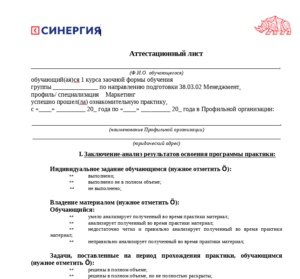 СИНЕРГИЯ
Аттестационный лист
(Ф.И.О. обучающегося)
обучающий(ая)ся 1 курса заочной формы обучения
группы ____________ по направлению подготовки 38.03.02 Менеджмент,
профиль/ специализация Маркетинг
успешно прошел(ла) ознакомительную практику,
с «____» _________ 20_ года по «____» _________ 20_ года в Профильной организации:
(наименование Профильной организации)
(юридический адрес)
I. Заключение-анализ результатов освоения программы практики:
Индивидуальное задание обучающимся (нужное отметить Ö):
выполнено;
выполнено не в полном объеме;
не выполнено;
Владение материалом (нужное отметить Ö):
Обучающийся:
умело анализирует полученный во время практики материал;
анализирует полученный во время практики материал;
недостаточно четко и правильно анализирует полученный во время практики
материал;
неправильно анализирует полученный во время практики материал;
Задачи, поставленные на период прохождения практики, обучающимся
(нужное отметить Ö):
решены в полном объеме;
решены в полном объеме, но не полностью раскрыты;